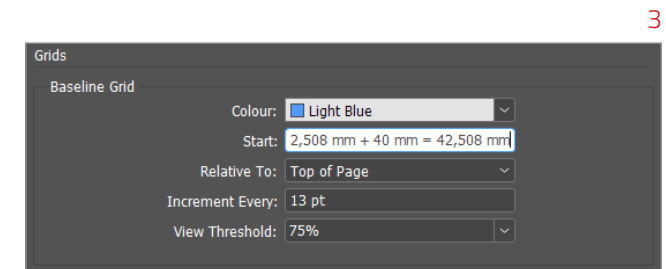 3
Grids
Baseline Grid
Colour: Light Blue
Start: 2,508 mm + 40 mm = 42,508 mm
Relative To: Top of Page
Increment Every: 13 pt
View Threshold: 75%